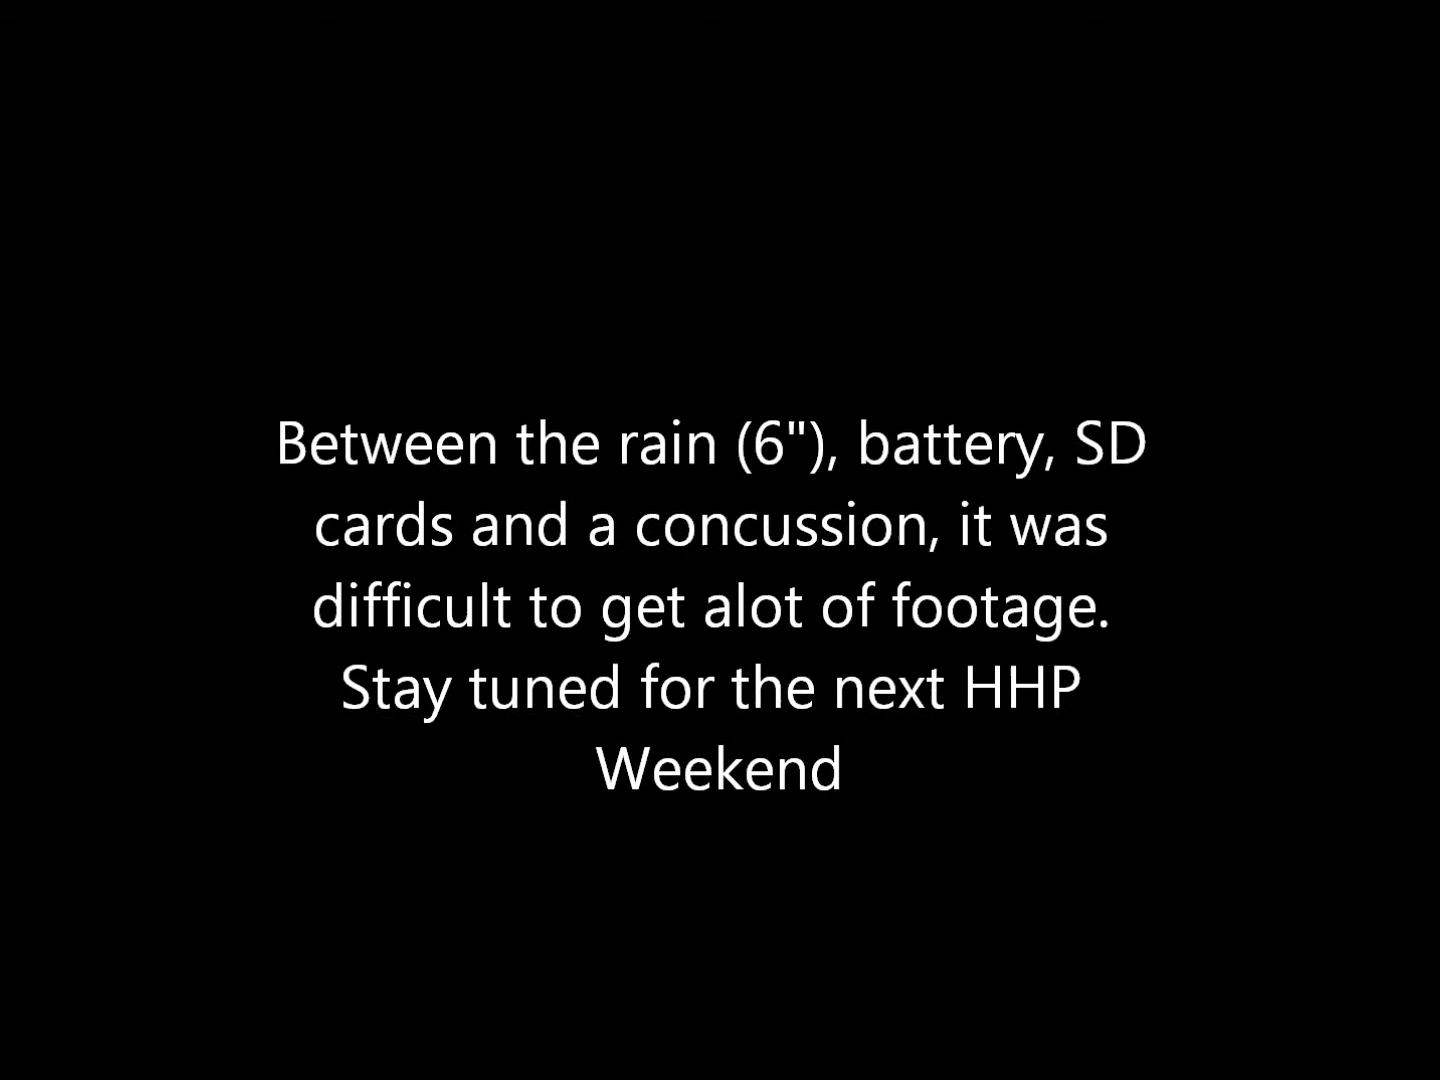 Between the rain (6"), battery, SD
cards and a concussion, it was
difficult to get alot of footage.
Stay tuned for the next HHP
Weekend